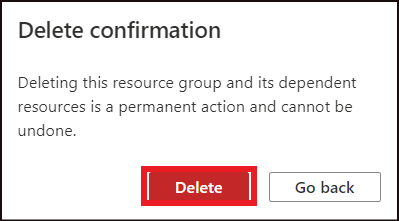 Delete confirmation
Deleting this resource group and its dependent
resources is a permanent action and cannot be
undone.
Delete
Go back